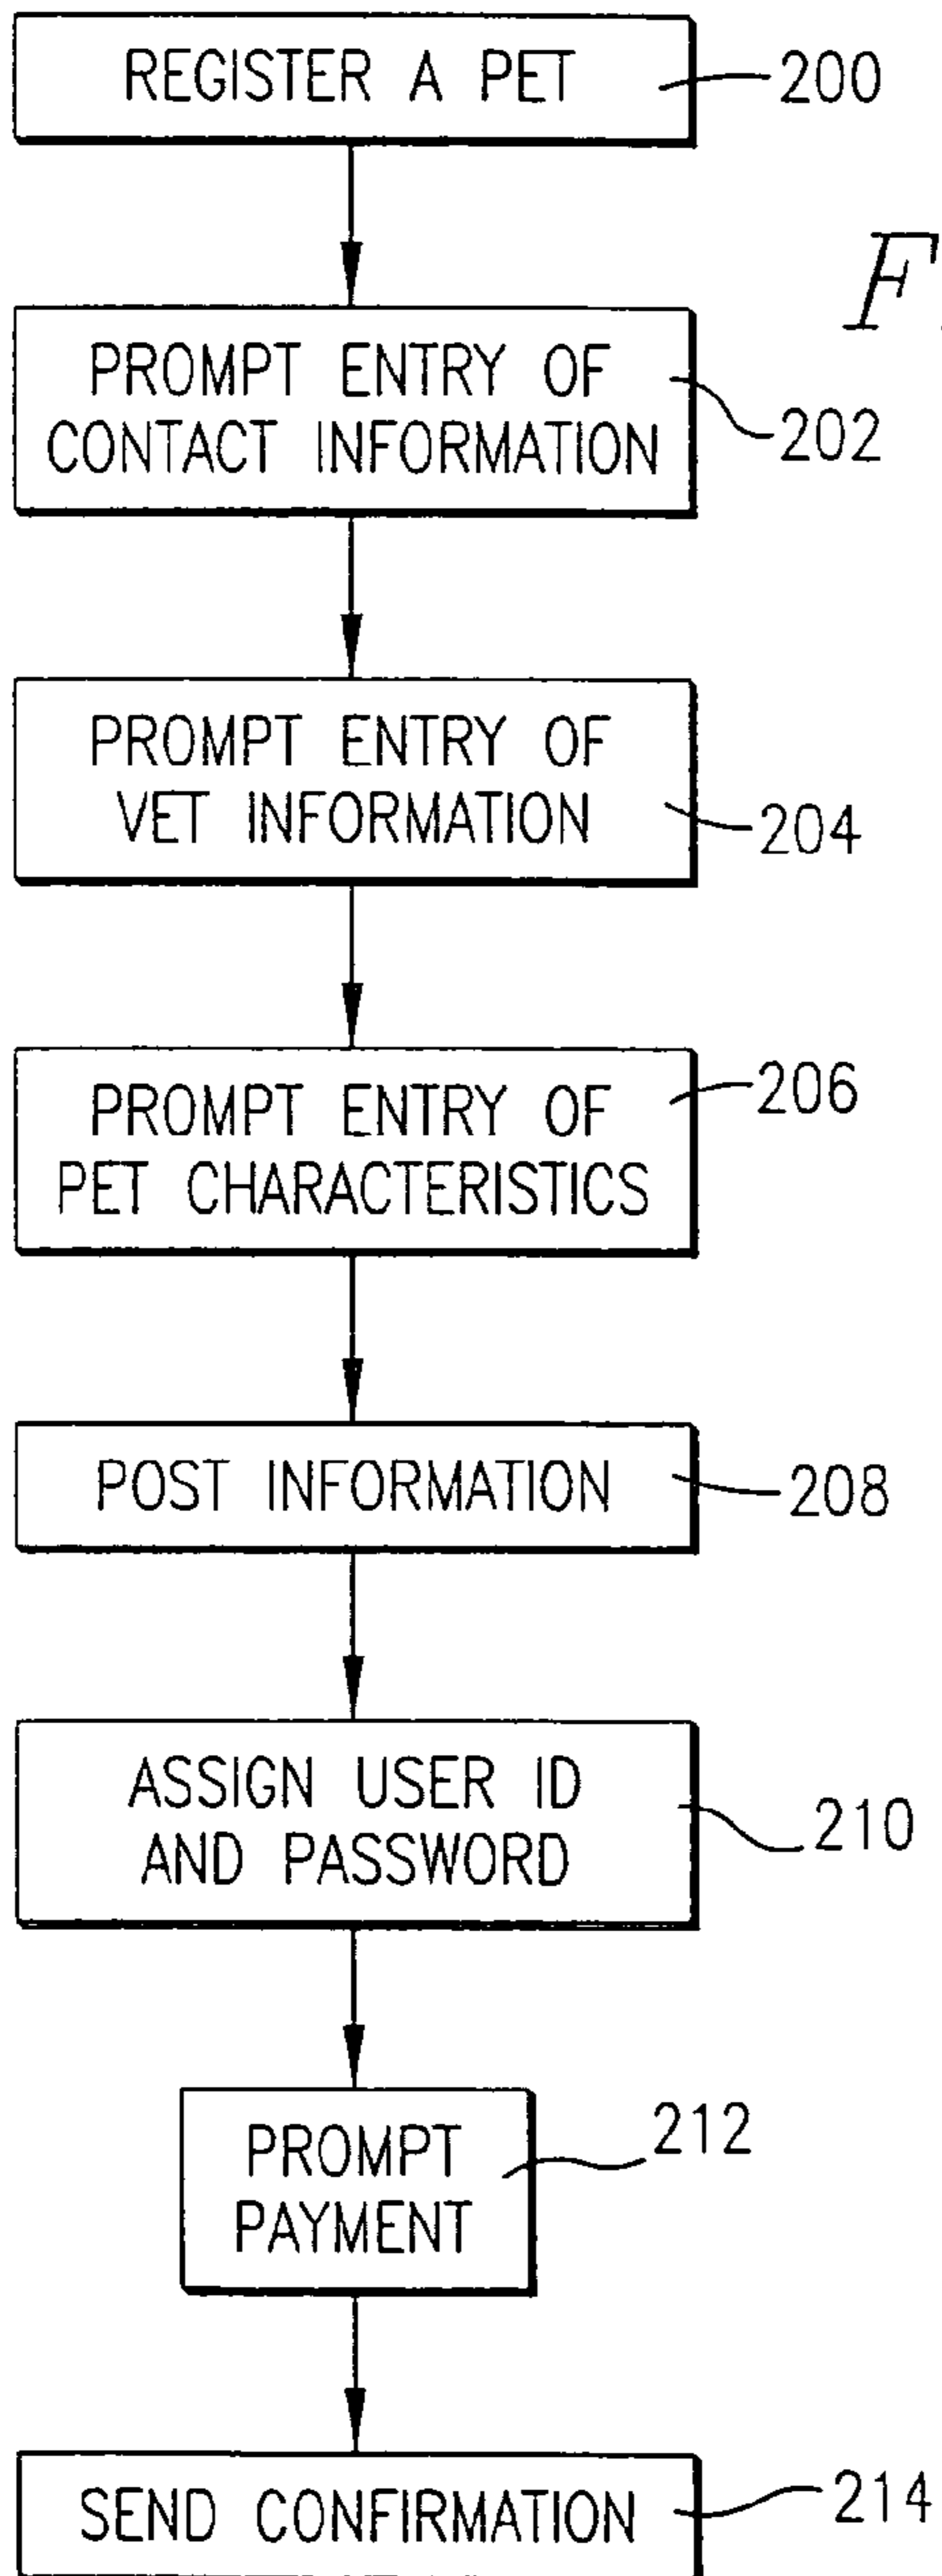 REGISTER A PET
200
PROMPT ENTRY OF
CONTACT INFORMATION
202
PROMPT ENTRY OF
VET INFORMATION
204
PROMPT ENTRY OF
PET CHARACTERISTICS
206
POST INFORMATION
208
ASSIGN USER ID
AND PASSWORD
210
PROMPT
PAYMENT
212
SEND CONFIRMATION
214